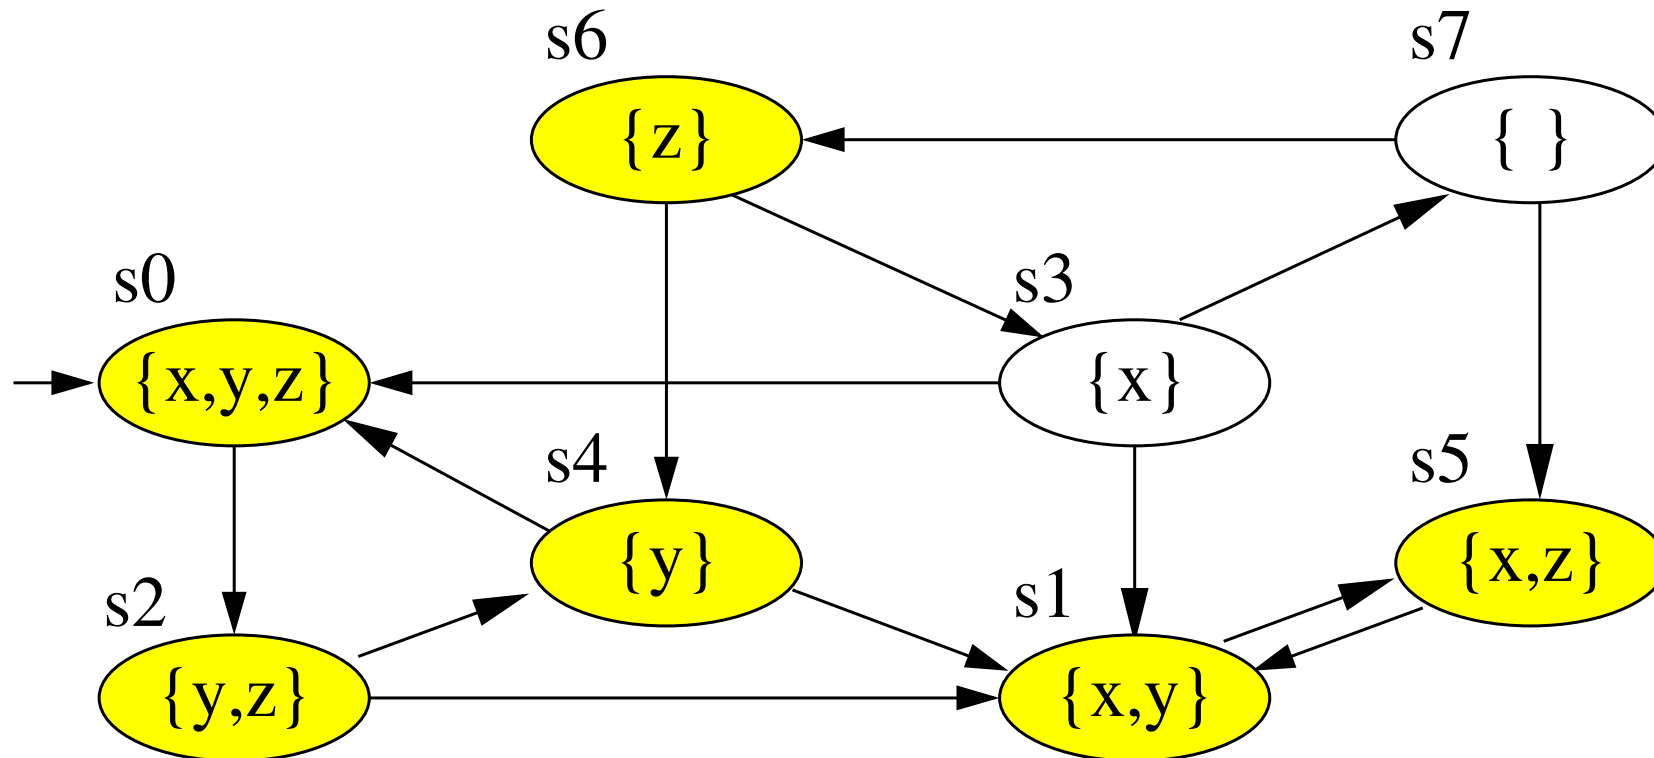 s6
s7
{z}
{ }
s0
s3
{x,y,z}
{x}
s4
s5
{y}
{x,z}
s2
s1
{y,z}
{x,y}